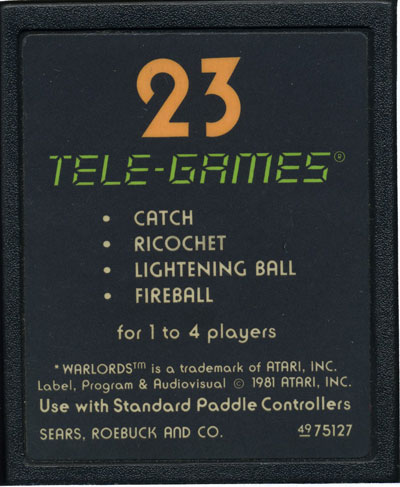 23
TELE-GAMES®
• CATCH
• RICOCHET
• LIGHTENING BALL
• FIREBALL
for 1 to 4 players
* WARLORDS™ is a trademark of ATARI, INC.
Label, Program & Audiovisual © 1981 ATARI, INC.
Use with Standard Paddle Controllers
SEARS, ROEBUCK AND CO. 49 75127